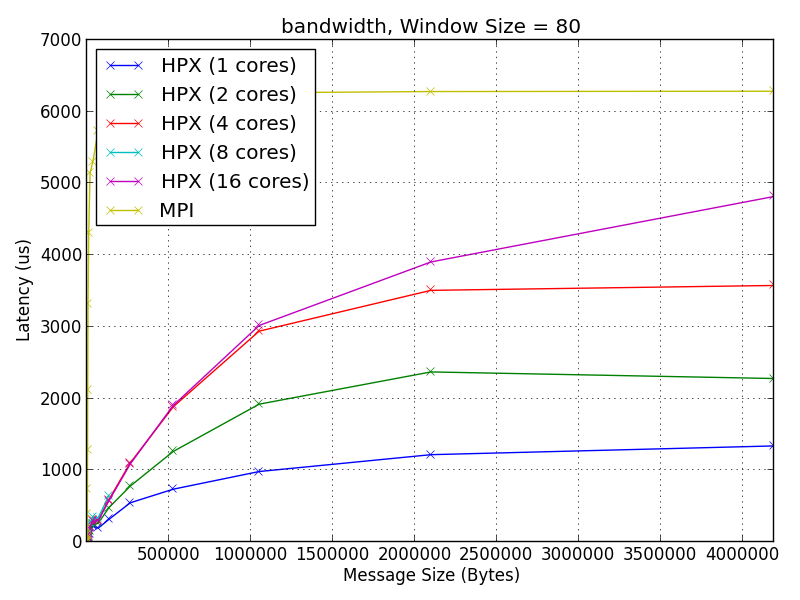 bandwidth, Window Size = 80
7000
6000
5000
4000
3000
2000
1000
0
Latency (us)
HPX (1 cores)
HPX (2 cores)
HPX (4 cores)
HPX (8 cores)
HPX (16 cores)
MPI
500000 1000000 1500000 2000000 2500000 3000000 3500000 4000000
Message Size (Bytes)